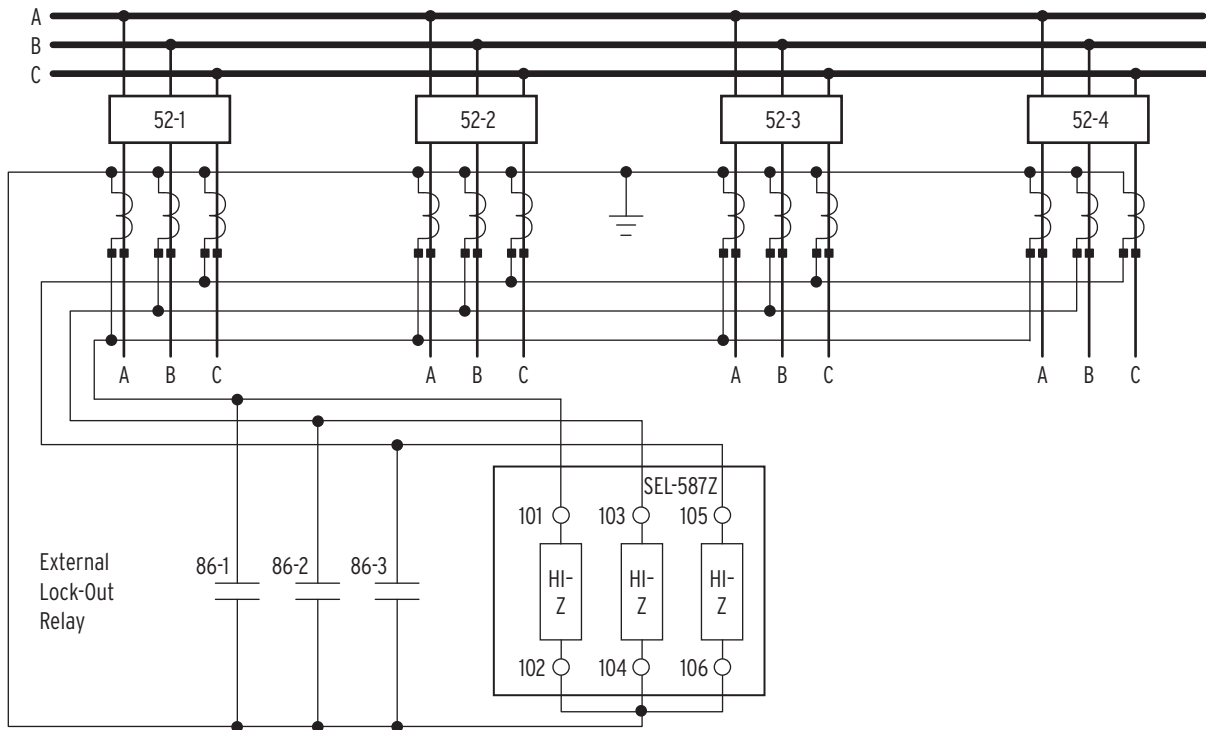 A
B
C
52-1
52-2
52-3
52-4
A B C
A B C
A B C
A B C
SEL-587Z
101
103
105
External
Lock-Out
Relay
86-1
86-2
86-3
HI-
Z
HI-
Z
HI-
Z
102
104
106